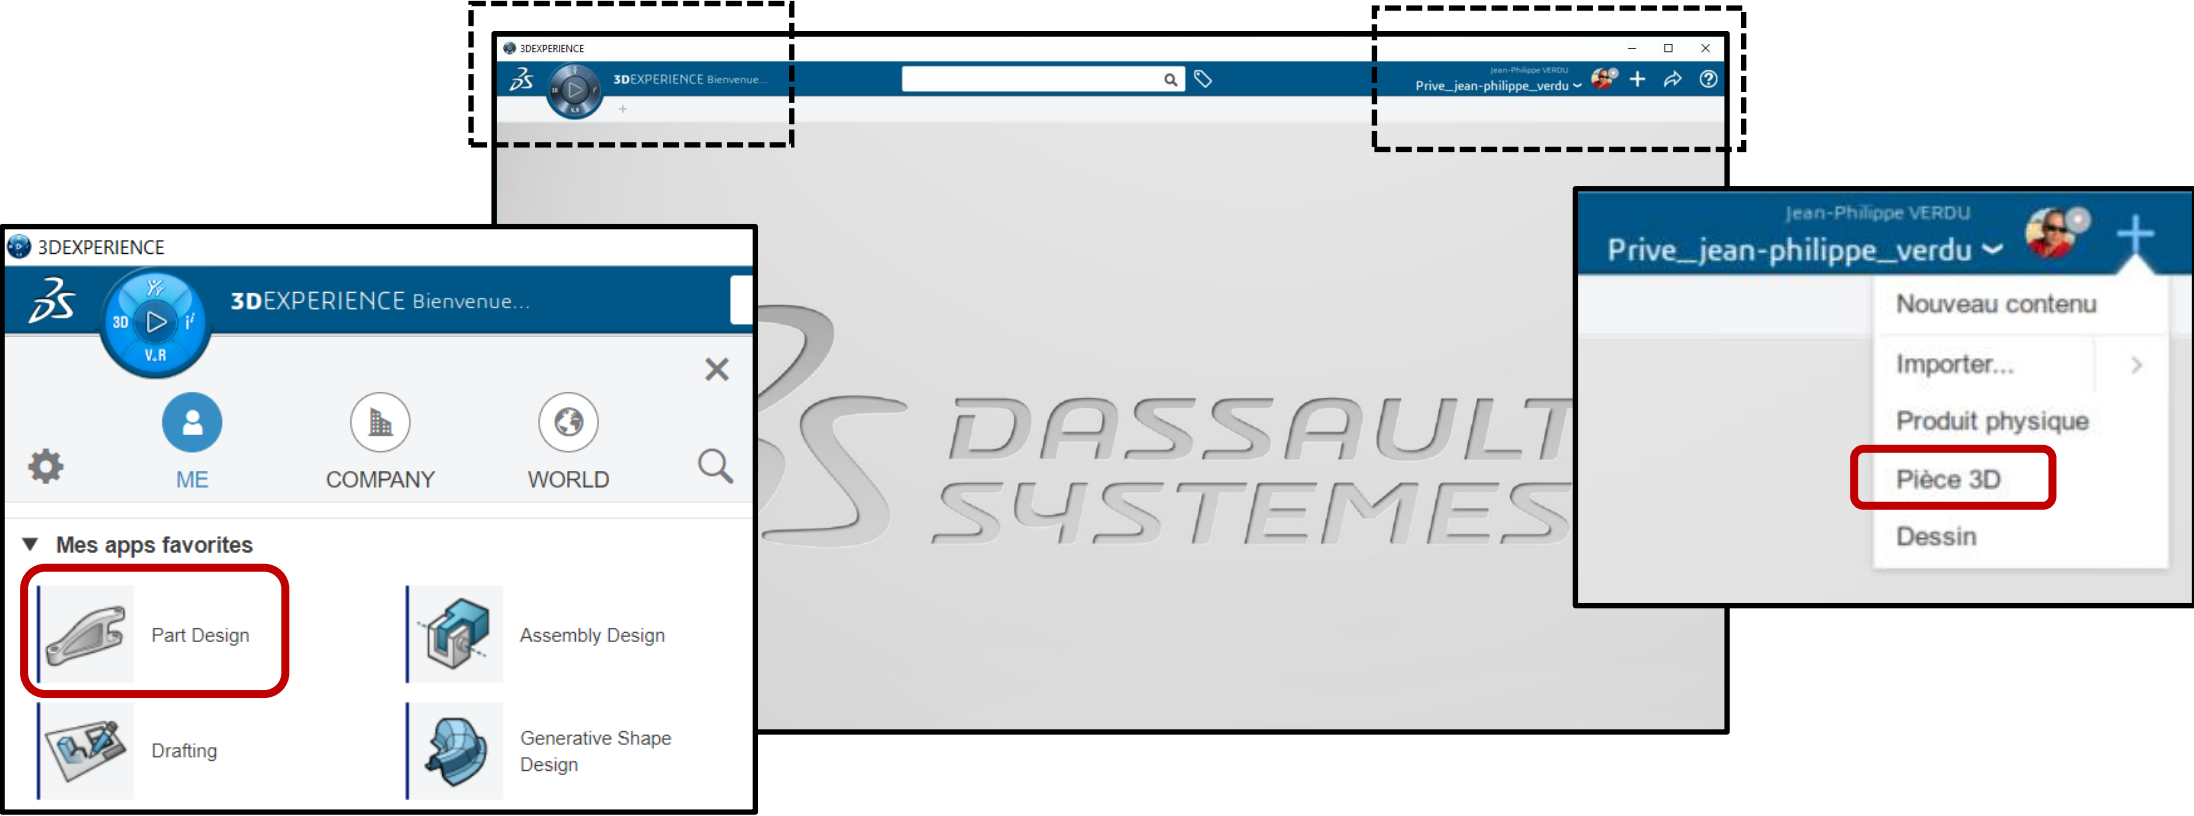 3DEXPERIENCE
3DEXPERIENCE Bienvenue...
3D
V.R
+
Jean-Philippe VERDU
Prive_jean-philippe_verdu
DASSAULT
SYSTEMES
3DEXPERIENCE
3DEXPERIENCE Bienvenue...
3D
i
V.R
ME
COMPANY
WORLD
Mes apps favorites
Part Design
Assembly Design
Drafting
Generative Shape
Design
Jean-Philippe VERDU
Prive_jean-philippe_verdu
Nouveau contenu
Importer...
Produit physique
Pièce 3D
Dessin